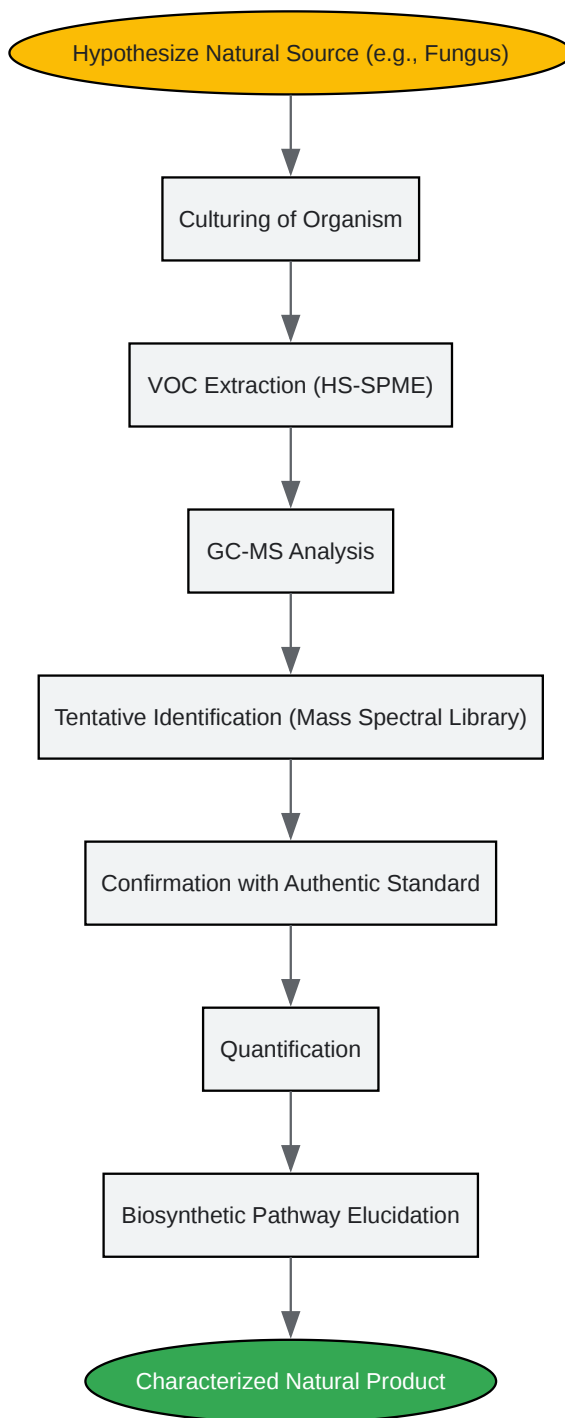 Hypothesize Natural Source (e.g., Fungus)
Culturing of Organism
VOC Extraction (HS-SPME)
GC-MS Analysis
Tentative Identification (Mass Spectral Library)
Confirmation with Authentic Standard
Quantification
Biosynthetic Pathway Elucidation
Characterized Natural Product